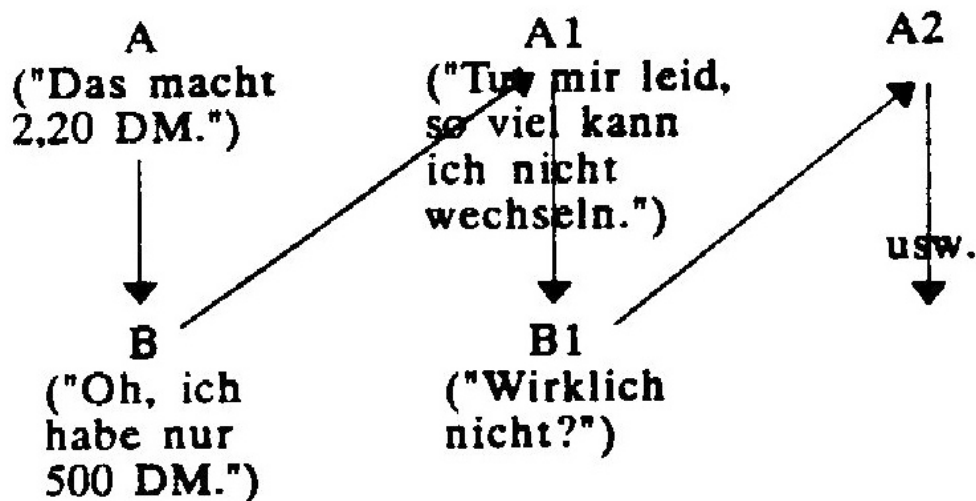 A
("Das macht
2,20 DM.")
B
("Oh, ich
habe nur
500 DM.")
A1
mir leid,
so viel kann
ich nicht
wechseln.")
B1
("Wirklich
nicht?")
A2
usw.